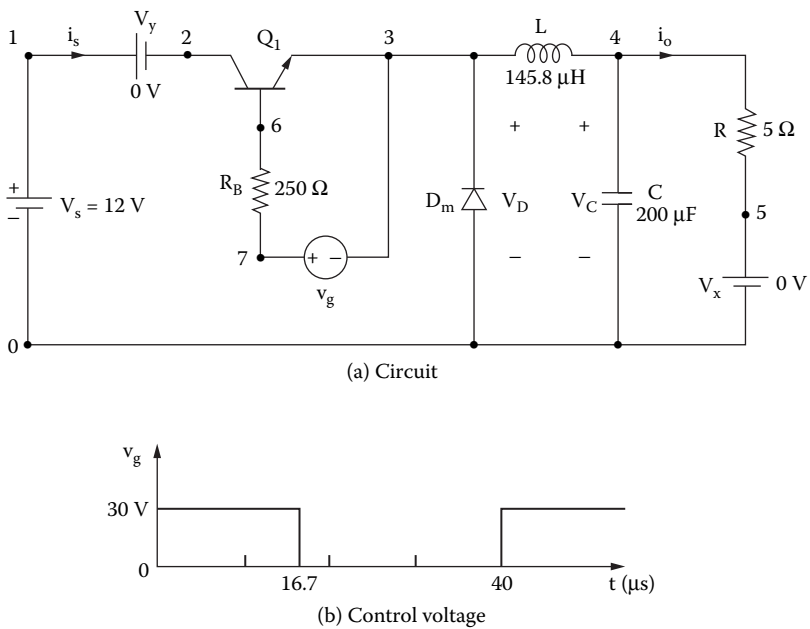 V_y
L
1
i_s
2
Q_1
3
4
i_o
0 V
145.8 μH
6
+
+
R
5 Ω
R_B
250 Ω
+
−
V_s = 12 V
D_m
V_D
V_C
C
200 μF
5
7
+ −
v_g
−
−
V_x
0 V
0
(a) Circuit
v_g
30 V
0
16.7
40
t (μs)
(b) Control voltage